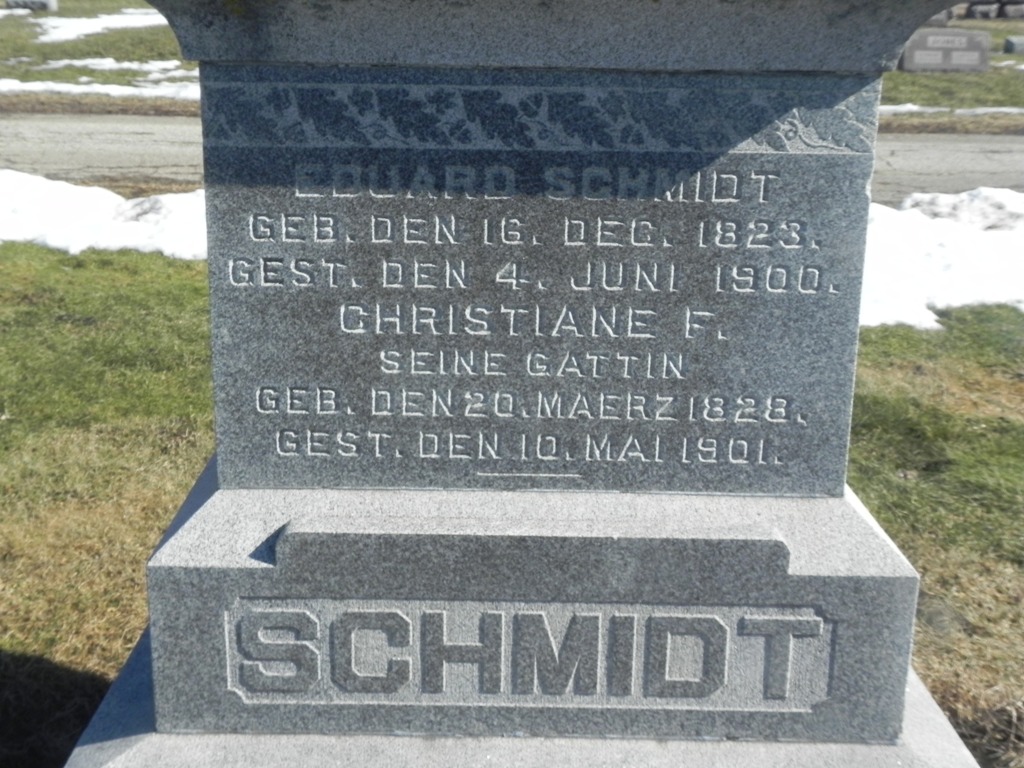 EDUARD SCHMIDT
GEB. DEN 16. DEC. 1823.
GEST. DEN 4. JUNI 1900.
CHRISTIANE F.
SEINE GATTIN
GEB. DEN 20. MAERZ 1828.
GEST. DEN 10. MAI 1901.
SCHMIDT